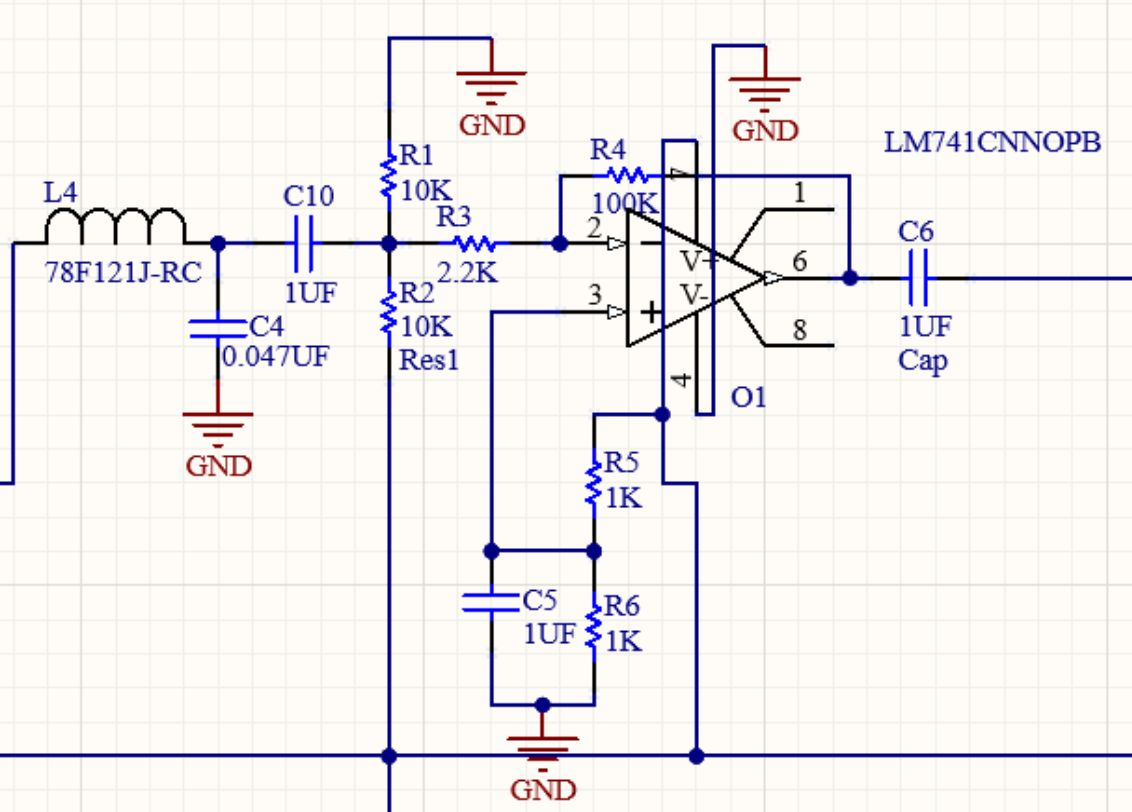 GND
GND
LM741CNNOPB
R4
100K
7
1
R1
10K
L4
C10
R3
2
C6
78F121J-RC
1UF
2.2K
V+
6
R2
10K
Res1
3
V-
C4
0.047UF
1UF
Cap
8
4
O1
GND
R5
1K
C5
1UF
R6
1K
GND